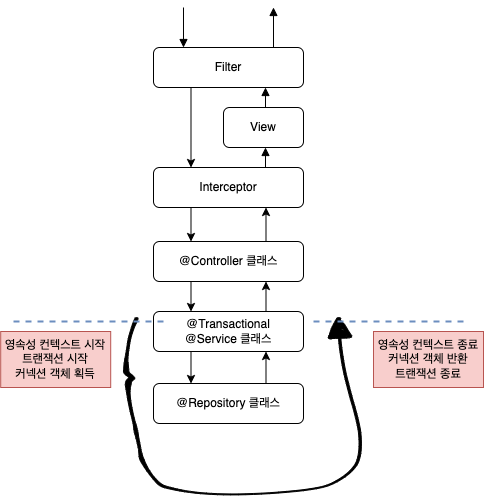 Filter
View
Interceptor
@Controller 클래스
@Transactional
@Service 클래스
영속성 컨텍스트 시작
트랜잭션 시작
커넥션 객체 획득
영속성 컨텍스트 종료
커넥션 객체 반환
트랜잭션 종료
@Repository 클래스